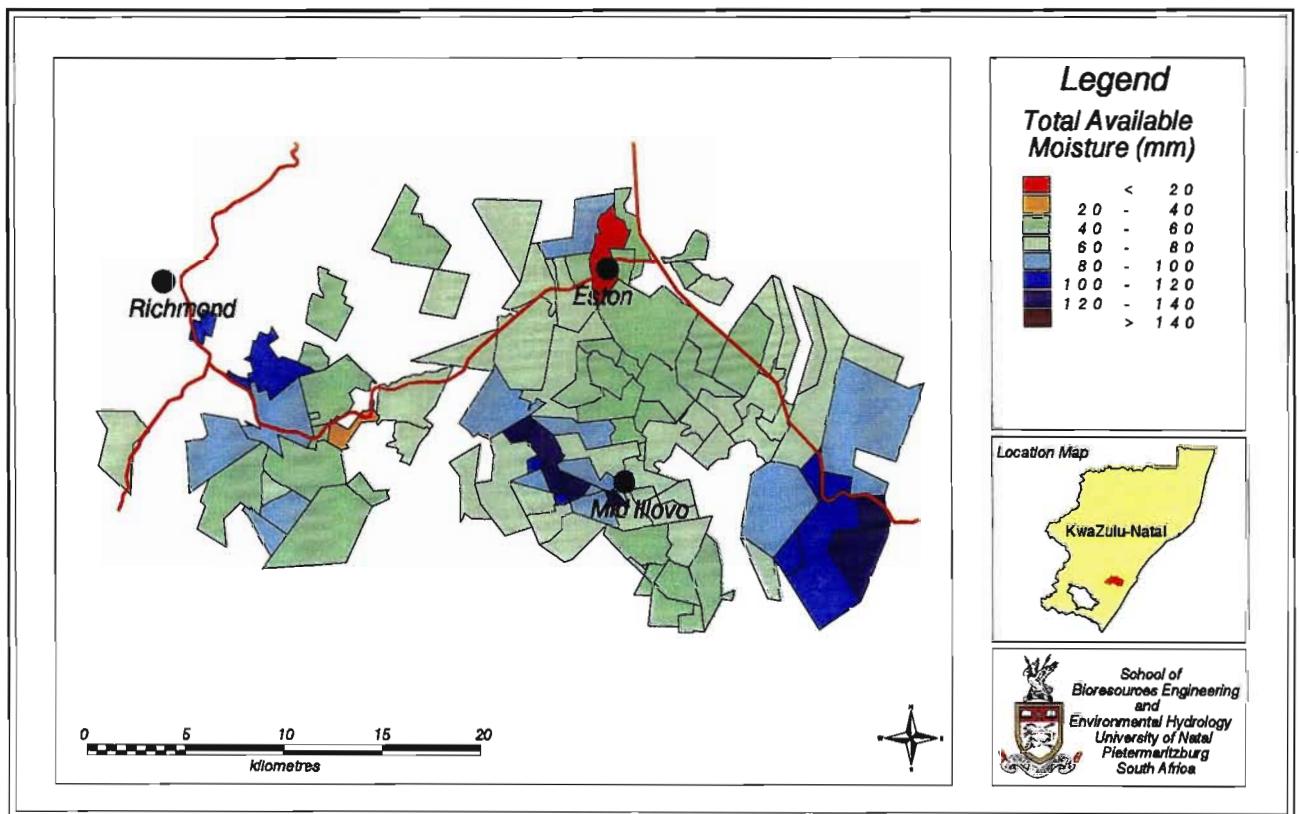 Richmond
Eston
Mid Illovo
0 5 10 15 20
kilometres
N
Legend
Total Available
Moisture (mm)
< 20
20 - 40
40 - 60
60 - 80
80 - 100
100 - 120
120 - 140
> 140
Location Map
KwaZulu-Natal
School of
Bioresources Engineering
and
Environmental Hydrology
University of Natal
Pietermaritzburg
South Africa